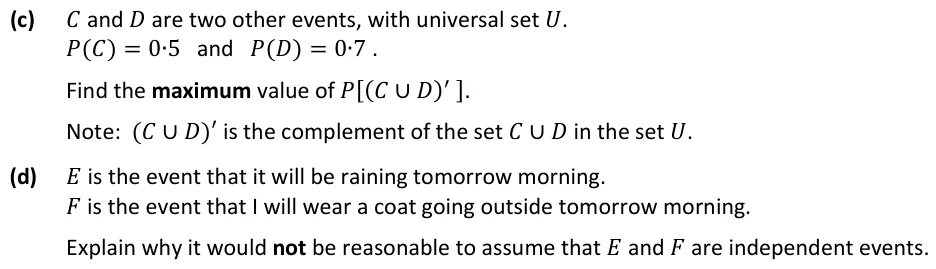 (c) C and D are two other events, with universal set U.
P(C) = 0·5 and P(D) = 0·7 .
Find the maximum value of P[(C ∪ D)′ ].
Note: (C ∪ D)′ is the complement of the set C ∪ D in the set U.
(d) E is the event that it will be raining tomorrow morning.
F is the event that I will wear a coat going outside tomorrow morning.
Explain why it would not be reasonable to assume that E and F are independent events.